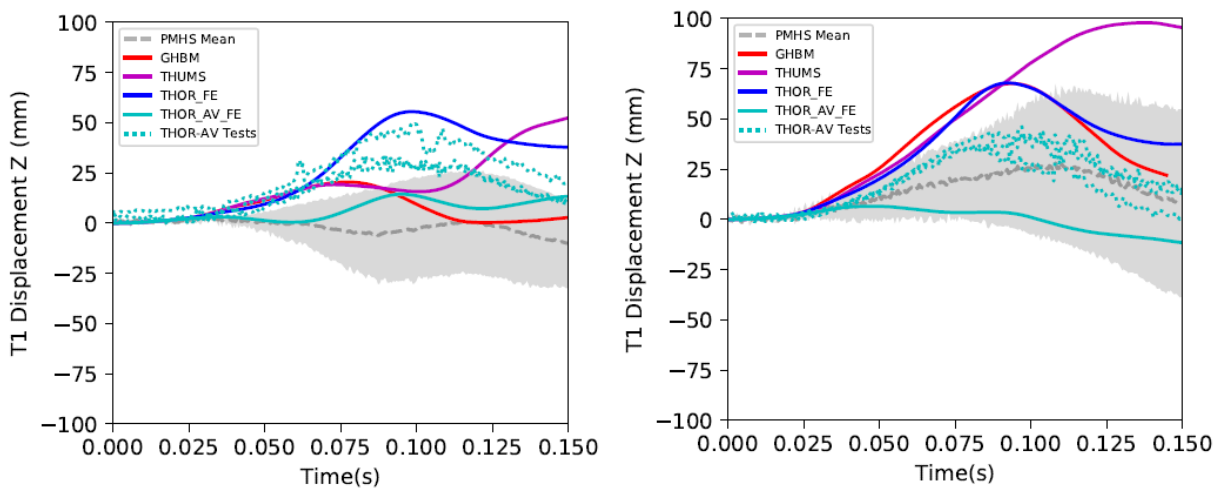 100
75
50
25
0
−25
−50
−75
−100
T1 Displacement Z (mm)
PMHS Mean
GHBM
THUMS
THOR_FE
THOR_AV_FE
THOR-AV Tests
0.000 0.025 0.050 0.075 0.100 0.125 0.150
Time(s)
100
75
50
25
0
−25
−50
−75
−100
T1 Displacement Z (mm)
PMHS Mean
GHBM
THUMS
THOR_FE
THOR_AV_FE
THOR-AV Tests
0.000 0.025 0.050 0.075 0.100 0.125 0.150
Time(s)